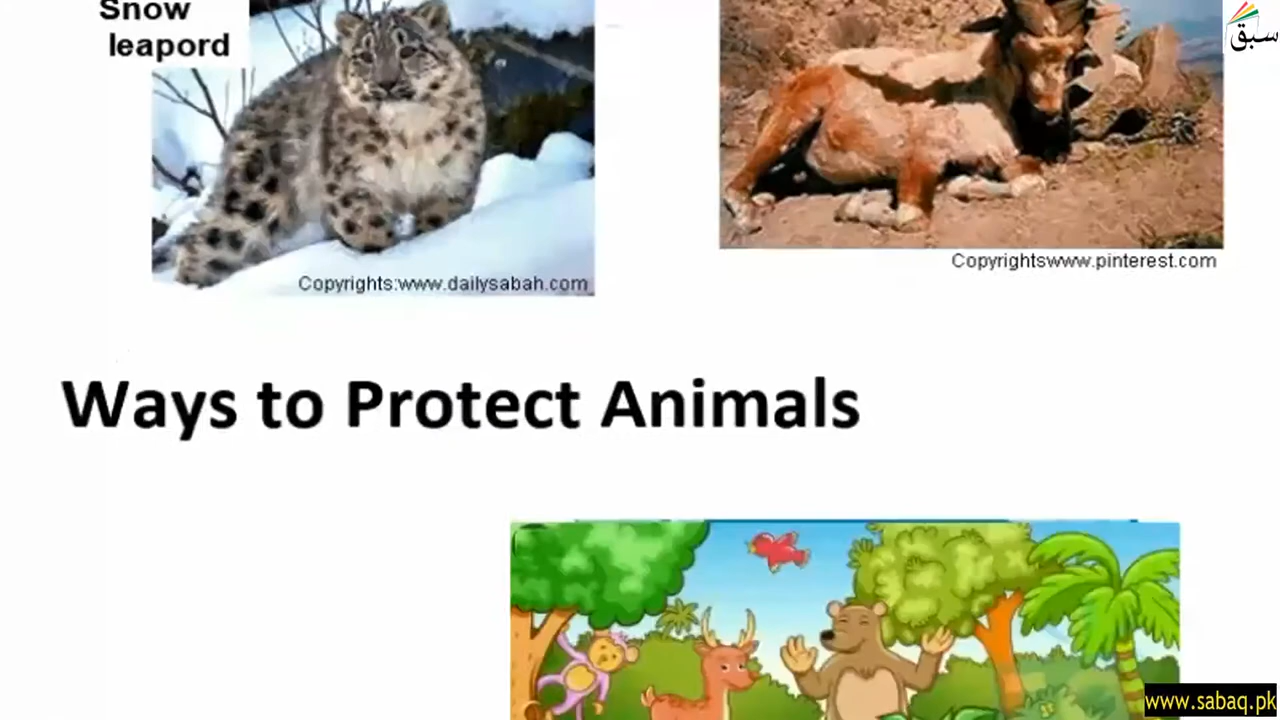 Snow
leapord
سبق
Copyrightswww.pinterest.com
Copyrights:www.dailysabah.com
Ways to Protect Animals
www.sabaq.pk